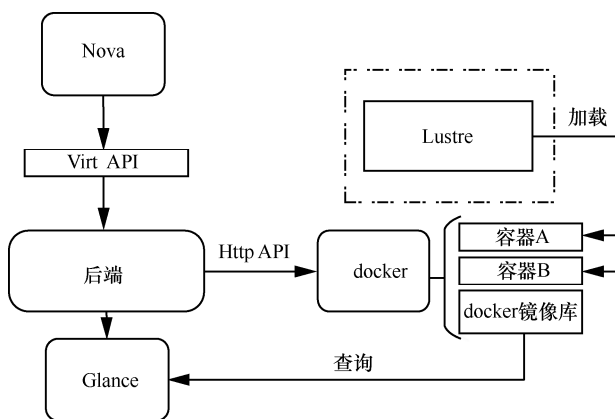 Nova
Virt API
Lustre
加载
后端
Http API
docker
容器A
容器B
docker镜像库
Glance
查询